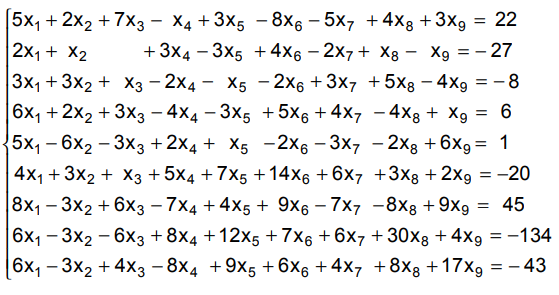 5x₁ + 2x₂ + 7x₃ – x₄ + 3x₅ – 8x₆ – 5x₇ + 4x₈ + 3x₉ = 22
2x₁ + x₂ + 3x₄ – 3x₅ + 4x₆ – 2x₇ + x₈ – x₉ = – 27
3x₁ + 3x₂ + x₃ – 2x₄ – x₅ – 2x₆ + 3x₇ + 5x₈ – 4x₉ = – 8
6x₁ + 2x₂ + 3x₃ – 4x₄ – 3x₅ + 5x₆ + 4x₇ – 4x₈ + x₉ = 6
5x₁ – 6x₂ – 3x₃ + 2x₄ + x₅ – 2x₆ – 3x₇ – 2x₈ + 6x₉ = 1
4x₁ + 3x₂ + x₃ + 5x₄ + 7x₅ + 14x₆ + 6x₇ + 3x₈ + 2x₉ = –20
8x₁ – 3x₂ + 6x₃ – 7x₄ + 4x₅ + 9x₆ – 7x₇ – 8x₈ + 9x₉ = 45
6x₁ – 3x₂ – 6x₃ + 8x₄ + 12x₅ + 7x₆ + 6x₇ + 30x₈ + 4x₉ = –134
6x₁ – 3x₂ + 4x₃ – 8x₄ + 9x₅ + 6x₆ + 4x₇ + 8x₈ + 17x₉ = – 43